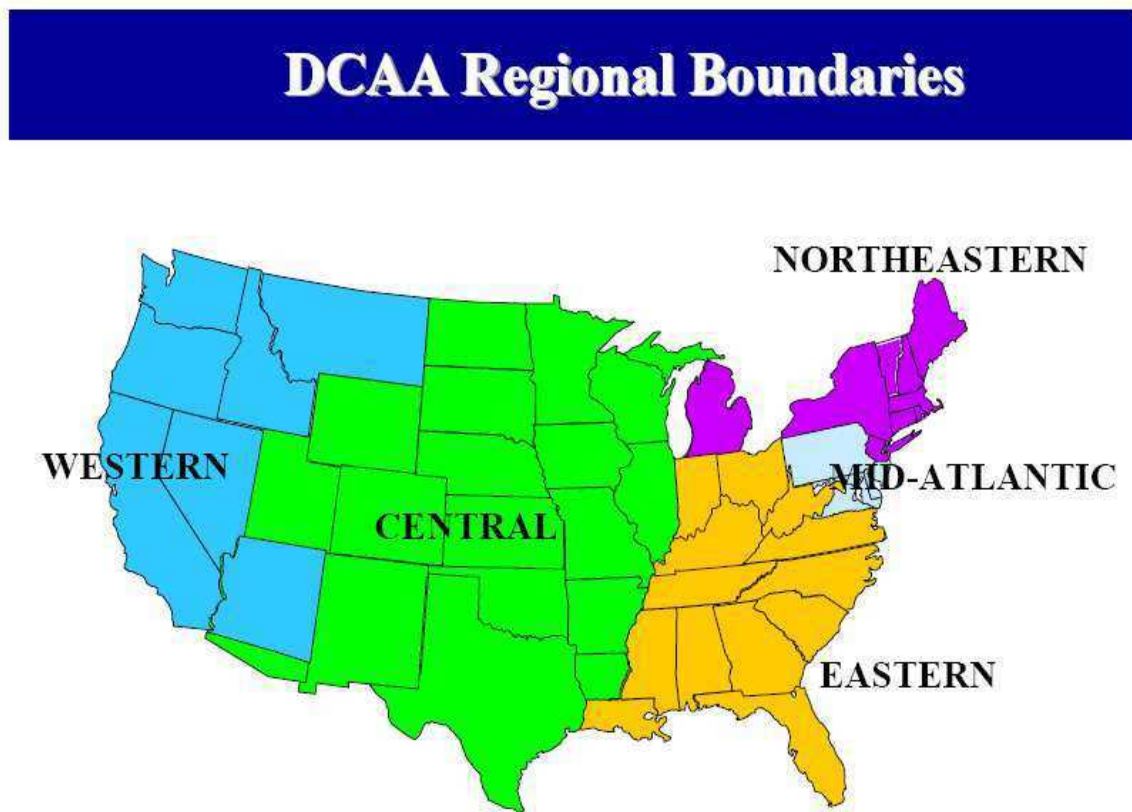 DCAA Regional Boundaries
NORTHEASTERN
WESTERN
MID-ATLANTIC
CENTRAL
EASTERN